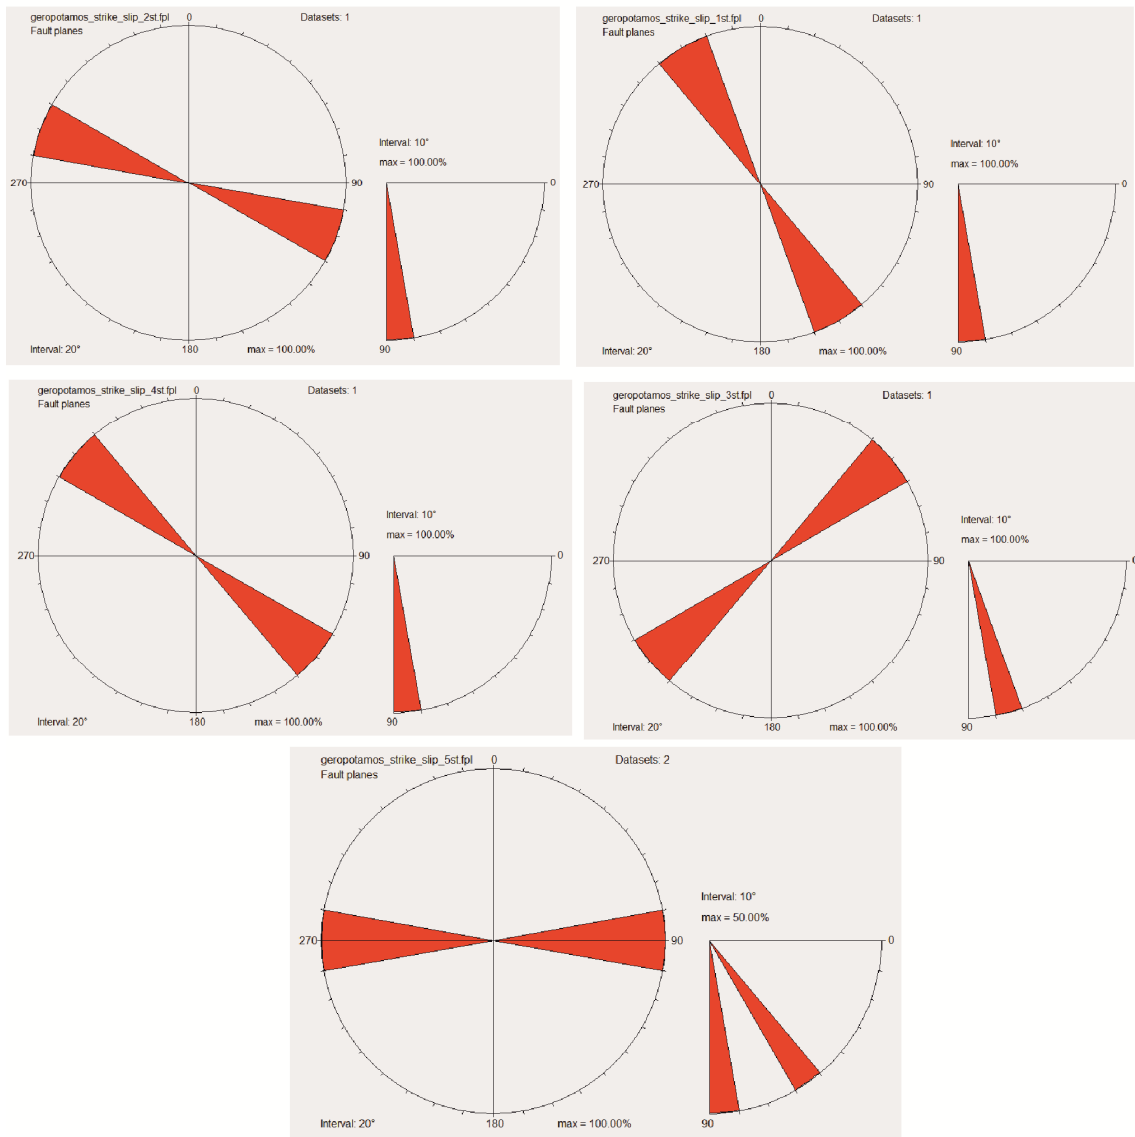 geropotamos_strike_slip_2st.fpl 0 Datasets: 1
Fault planes
Interval: 10°
max = 100.00%
270 90 0
Interval: 20° 180 max = 100.00% 90
geropotamos_strike_slip_1st.fpl 0 Datasets: 1
Fault planes
Interval: 10°
max = 100.00%
270 90 0
Interval: 20° 180 max = 100.00% 90
geropotamos_strike_slip_4st.fpl 0 Datasets: 1
Fault planes
Interval: 10°
max = 100.00%
270 90 0
Interval: 20° 180 max = 100.00% 90
geropotamos_strike_slip_3st.fpl 0 Datasets: 1
Fault planes
Interval: 10°
max = 100.00%
270 90 0
Interval: 20° 180 max = 100.00% 90
geropotamos_strike_slip_5st.fpl 0 Datasets: 2
Fault planes
Interval: 10°
max = 50.00%
270 90 0
Interval: 20° 180 max = 100.00% 90